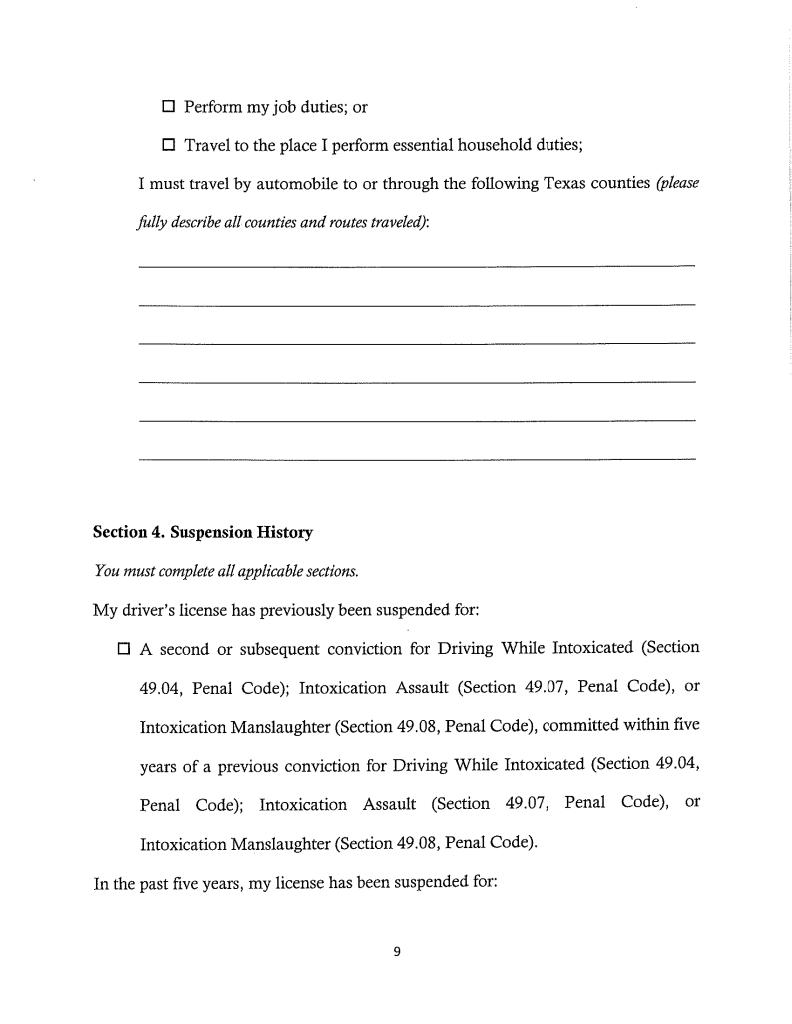 ☐ Perform my job duties; or
☐ Travel to the place I perform essential household duties;
I must travel by automobile to or through the following Texas counties (please
fully describe all counties and routes traveled):
Section 4. Suspension History
You must complete all applicable sections.
My driver's license has previously been suspended for:
☐ A second or subsequent conviction for Driving While Intoxicated (Section
49.04, Penal Code); Intoxication Assault (Section 49.07, Penal Code), or
Intoxication Manslaughter (Section 49.08, Penal Code), committed within five
years of a previous conviction for Driving While Intoxicated (Section 49.04,
Penal Code); Intoxication Assault (Section 49.07, Penal Code), or
Intoxication Manslaughter (Section 49.08, Penal Code).
In the past five years, my license has been suspended for:
9